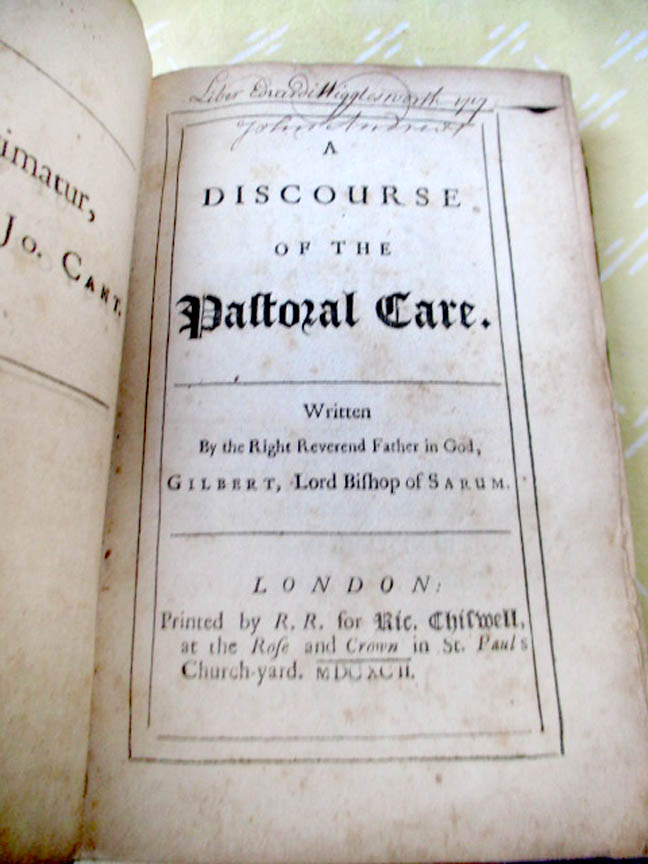 imatur,
Jo. Cant.
Liber Edvardi Wigglesworth 1717.
John Andrews
A
DISCOURSE
OF THE
Paſtoral Care.
Written
By the Right Reverend Father in God,
GILBERT, Lord Biſhop of SARUM.
LONDON:
Printed by R. R. for Ric. Chiſwell,
at the Roſe and Crown in St. Pauls
Church-yard. MDCXCII.